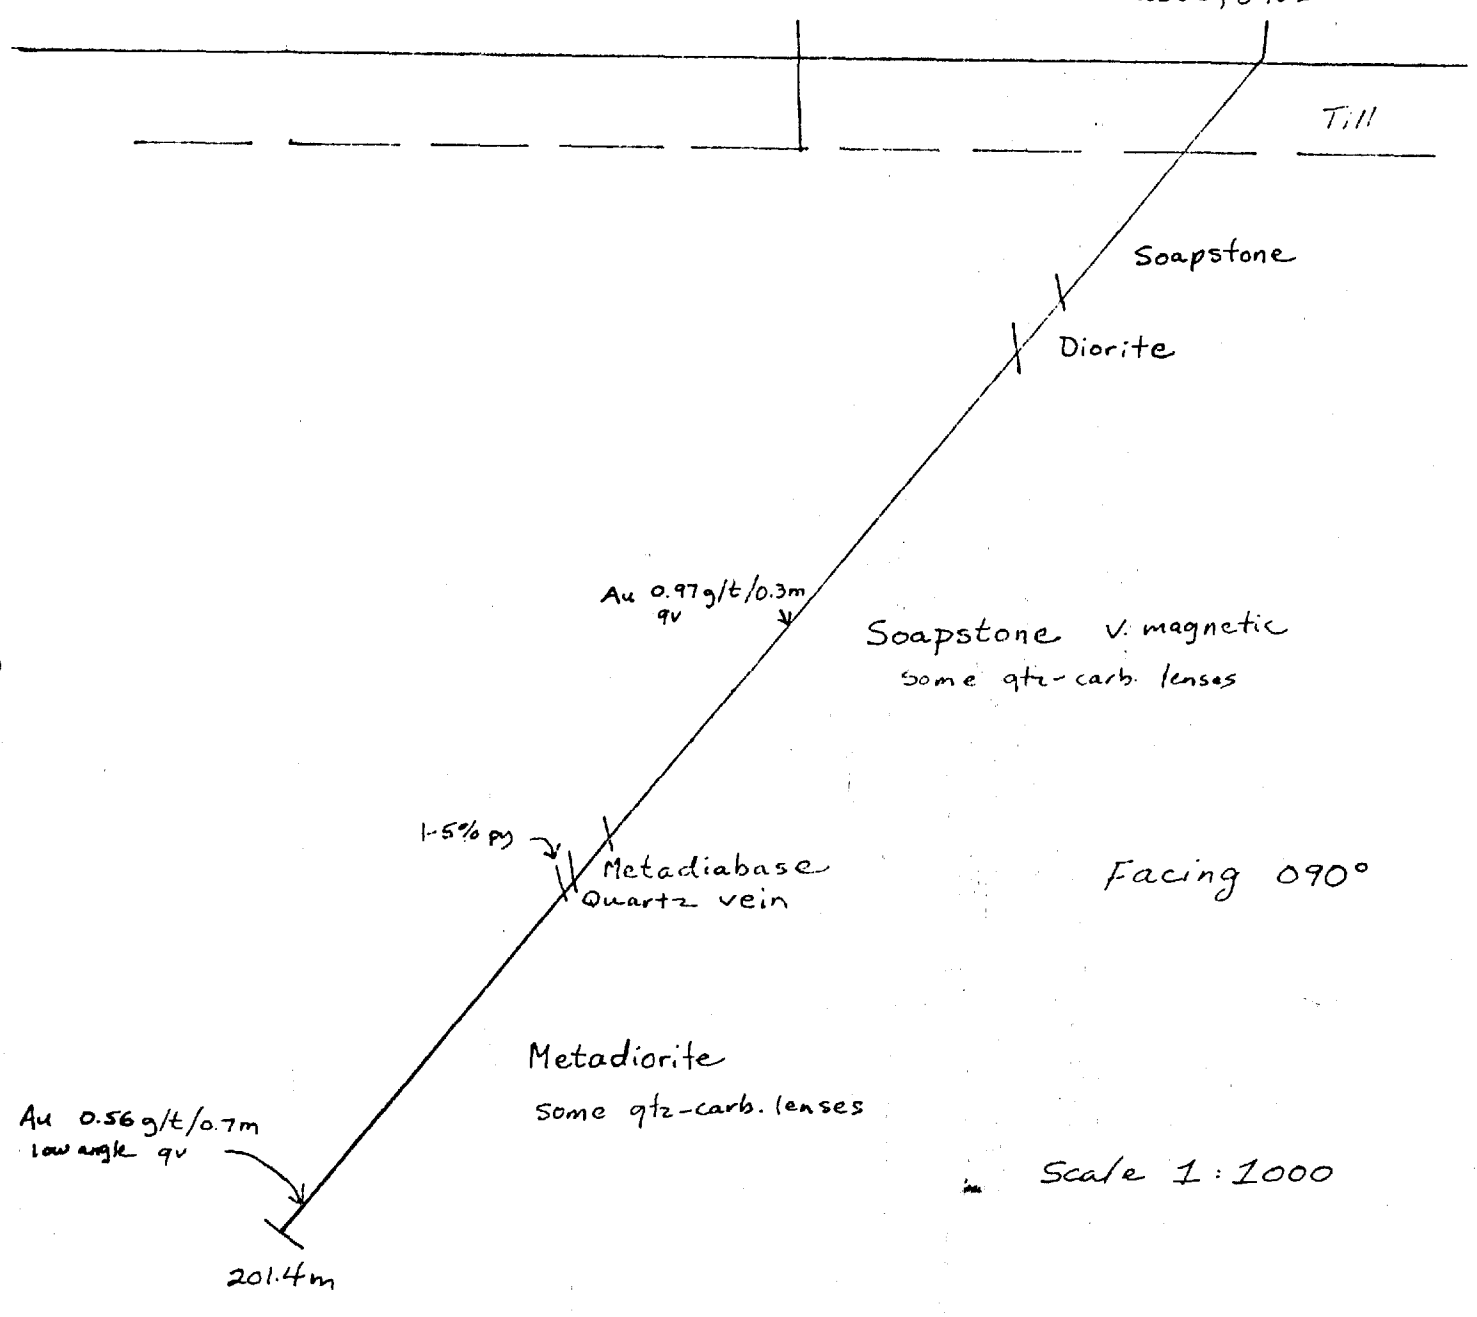 Till
Soapstone
Diorite
Au 0.97g/t/0.3m
qv
Soapstone v. magnetic
some qtz-carb. lenses
1-5% py
Metadiabase
Quartz vein
Facing 090°
Metadiorite
some qtz-carb. lenses
Au 0.56g/t/0.7m
low angle qv
Scale 1:1000
201.4m